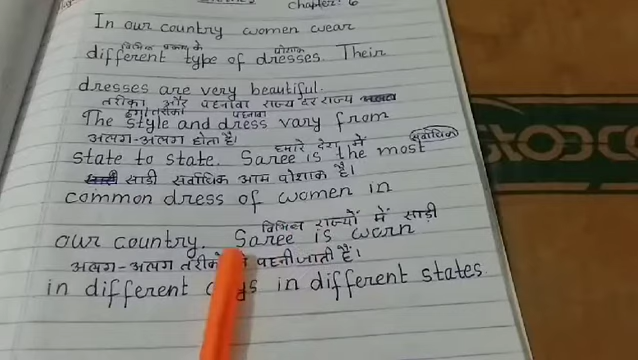 Chapter: 6
In our country women wear
विभिन्न प्रकार के पोशाक
different type of dresses. Their
dresses are very beautiful.
तरीका और पहनावा राज्य दर राज्य
पहनावा
The style and dress vary from
अलग-अलग होता है।
हमारे देश में सर्वाधिक
state to state. Saree is the most
साड़ी सर्वाधिक आम पोशाक है।
common dress of women in
विभिन्न राज्यों में साड़ी
our country. Saree is warn
अलग-अलग तरीके से पहनी जाती है।
in different in different states